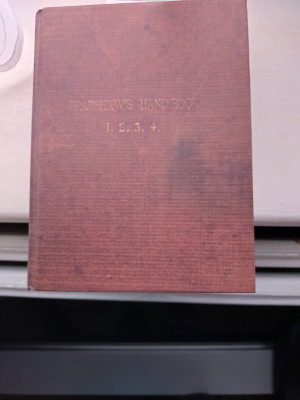 BRADSHAW'S HANDBOOK
1. 2. 3. 4.